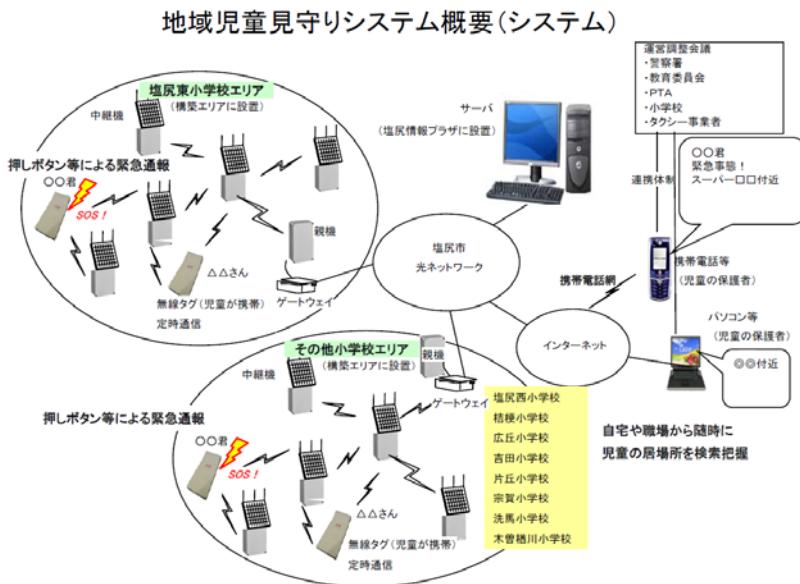 地域児童見守りシステム概要(システム)
塩尻東小学校エリア
(構築エリアに設置)
中継機
押しボタン等による緊急通報
○○君
SOS!
親機
△△さん
無線タグ(児童が携帯)
定時通信
ゲートウェイ
サーバ
(塩尻情報プラザに設置)
塩尻市
光ネットワーク
運営調整会議
・警察署
・教育委員会
・PTA
・小学校
・タクシー事業者
連携体制
○○君
緊急事態!
スーパー□□付近
携帯電話網
携帯電話等
(児童の保護者)
インターネット
パソコン等
(児童の保護者)
◎◎付近
自宅や職場から随時に
児童の居場所を検索把握
その他小学校エリア
(構築エリアに設置)
中継機
親機
ゲートウェイ
押しボタン等による緊急通報
○○君
SOS!
△△さん
無線タグ(児童が携帯)
定時通信
塩尻西小学校
桔梗小学校
広丘小学校
吉田小学校
片丘小学校
宗賀小学校
洗馬小学校
木曽楢川小学校